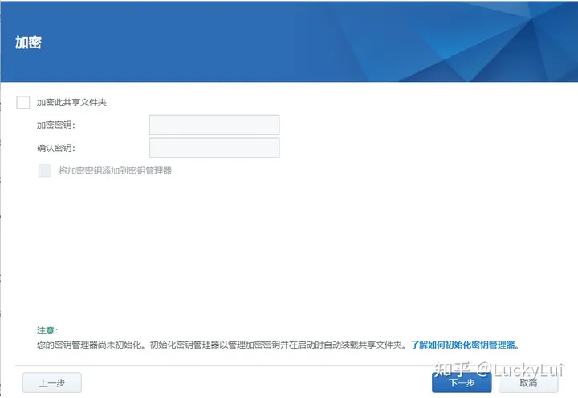 加密
加密此共享文件夹
加密密钥：
确认密钥：
将加密密钥添加到密钥管理器
注意：
您的密钥管理器尚未初始化。初始化密钥管理器以管理加密密钥并在启动时自动装载共享文件夹。了解如何初始化密钥管理器。
知乎 @LuckyLui
上一步 下一步 取消